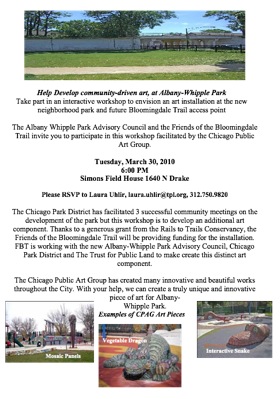 Help Develop community-driven art, at Albany-Whipple Park
Take part in an interactive workshop to envision an art installation at the new
neighborhood park and future Bloomingdale Trail access point
The Albany Whipple Park Advisory Council and the Friends of the Bloomingdale
Trail invite you to participate in this workshop facilitated by the Chicago Public
Art Group.
Tuesday, March 30, 2010
6:00 PM
Simons Field House 1640 N Drake
Please RSVP to Laura Uhlir, laura.uhlir@tpl.org, 312.750.9820
The Chicago Park District has facilitated 3 successful community meetings on the
development of the park but this workshop is to develop an additional art
component. Thanks to a generous grant from the Rails to Trails Conservancy, the
Friends of the Bloomingdale Trail will be providing funding for the installation.
FBT is working with the new Albany-Whipple Park Advisory Council, Chicago
Park District and The Trust for Public Land to make create this distinct art
component.
The Chicago Public Art Group has created many innovative and beautiful works
throughout the City. With your help, we can create a truly unique and innovative
piece of art for Albany-
Whipple Park.
Examples of CPAG Art Pieces
Mosaic Panels
Vegetable Dragon
Interactive Snake